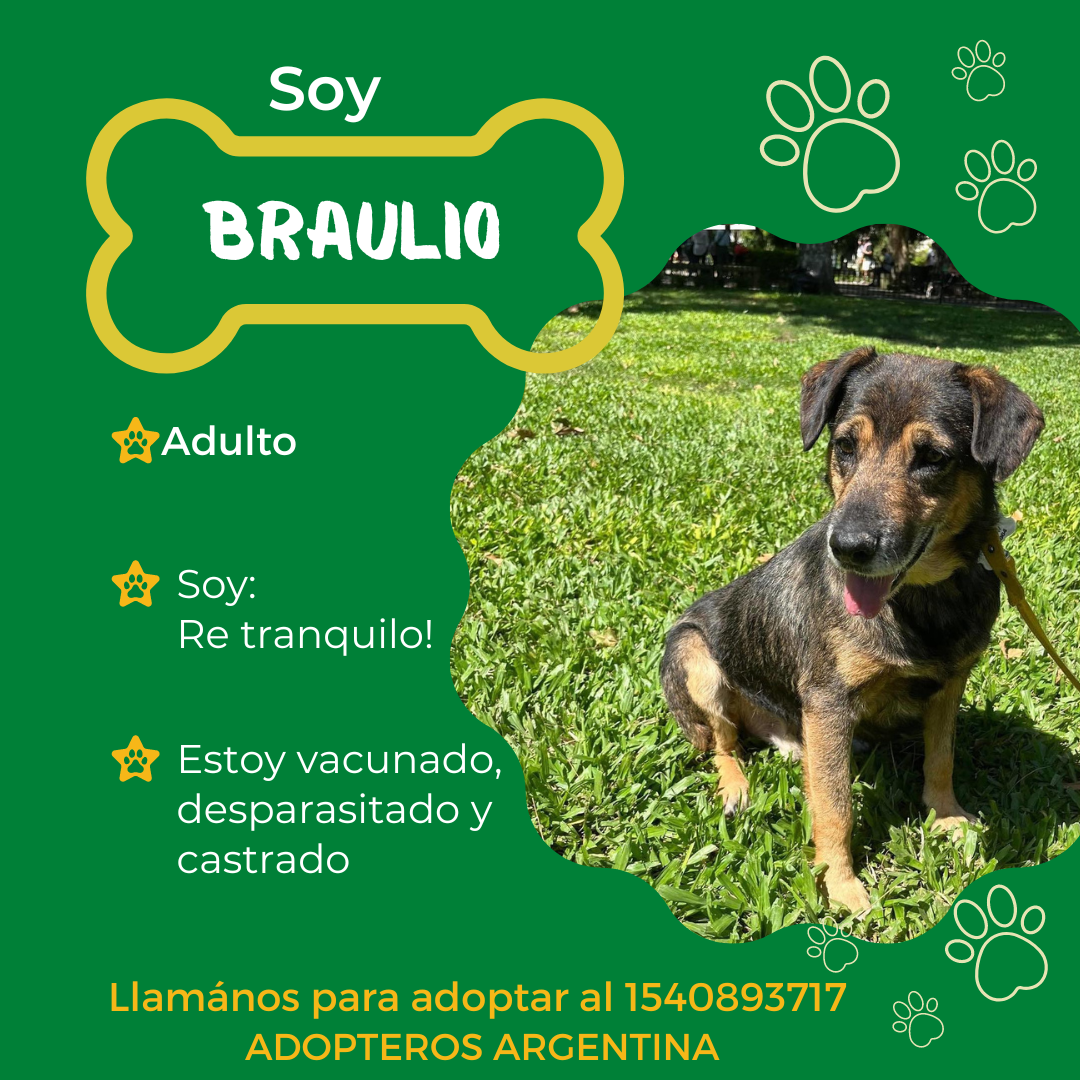 Soy
BRAULIO
Adulto
Soy:
Re tranquilo!
Estoy vacunado,
desparasitado y
castrado
Llamános para adoptar al 1540893717
ADOPTEROS ARGENTINA